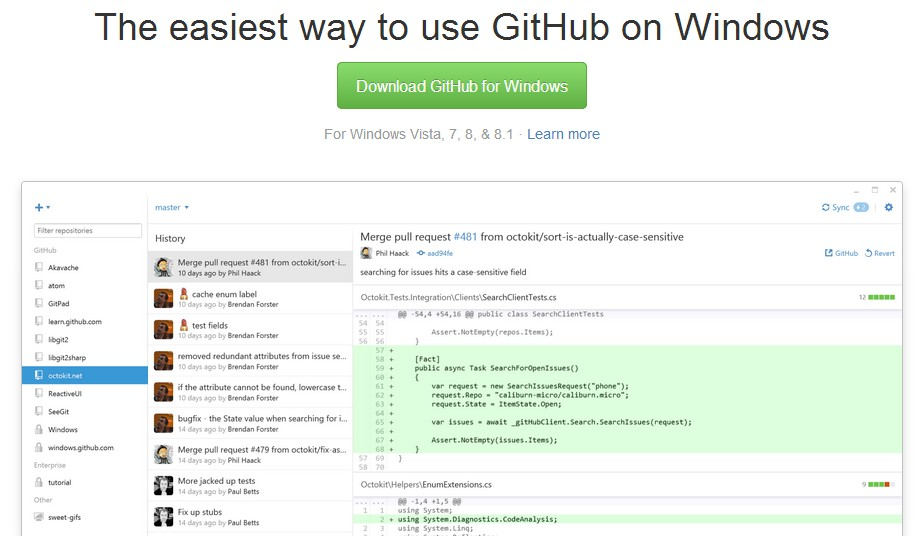 The easiest way to use GitHub on Windows
Download GitHub for Windows
For Windows Vista, 7, 8, & 8.1 · Learn more
master
Sync
2
Filter repositories
GitHub
Akavache
atom
GitPad
learn.github.com
libgit2
libgit2sharp
octokit.net
ReactiveUI
SeeGit
Windows
windows.github.com
Enterprise
tutorial
Other
sweet-gifs
History
Merge pull request #481 from octokit/sort-i...
10 days ago by Phil Haack
cache enum label
10 days ago by Brendan Forster
test fields
10 days ago by Brendan Forster
removed redundant attributes from issue se...
10 days ago by Brendan Forster
if the attribute cannot be found, lowercase t...
10 days ago by Brendan Forster
bugfix - the State value when searching for i...
10 days ago by Brendan Forster
Merge pull request #479 from octokit/fix-as...
14 days ago by Phil Haack
More jacked up tests
14 days ago by Paul Betts
Fix up stubs
14 days ago by Paul Betts
Merge pull request #481 from octokit/sort-is-actually-case-sensitive
Phil Haack aad94fe
GitHub Revert
searching for issues hits a case-sensitive field
Octokit.Tests.Integration\Clients\SearchClientTests.cs 12
... ... @@ -54,4 +54,16 @@ public class SearchClientTests
54 54
55 55 Assert.NotEmpty(repos.Items);
56 56 }
57 +
58 + [Fact]
59 + public async Task SearchForOpenIssues()
60 + {
61 + var request = new SearchIssuesRequest("phone");
62 + request.Repo = "caliburn-micro/caliburn.micro";
63 + request.State = ItemState.Open;
64 +
65 + var issues = await _gitHubClient.Search.SearchIssues(request);
66 +
67 + Assert.NotEmpty(issues.Items);
68 + }
57 69 }
58 70
Octokit\Helpers\EnumExtensions.cs 9
... ... @@ -1,4 +1,5 @@
1 1 using System;
2 + using System.Diagnostics.CodeAnalysis;
2 3 using System.Linq;